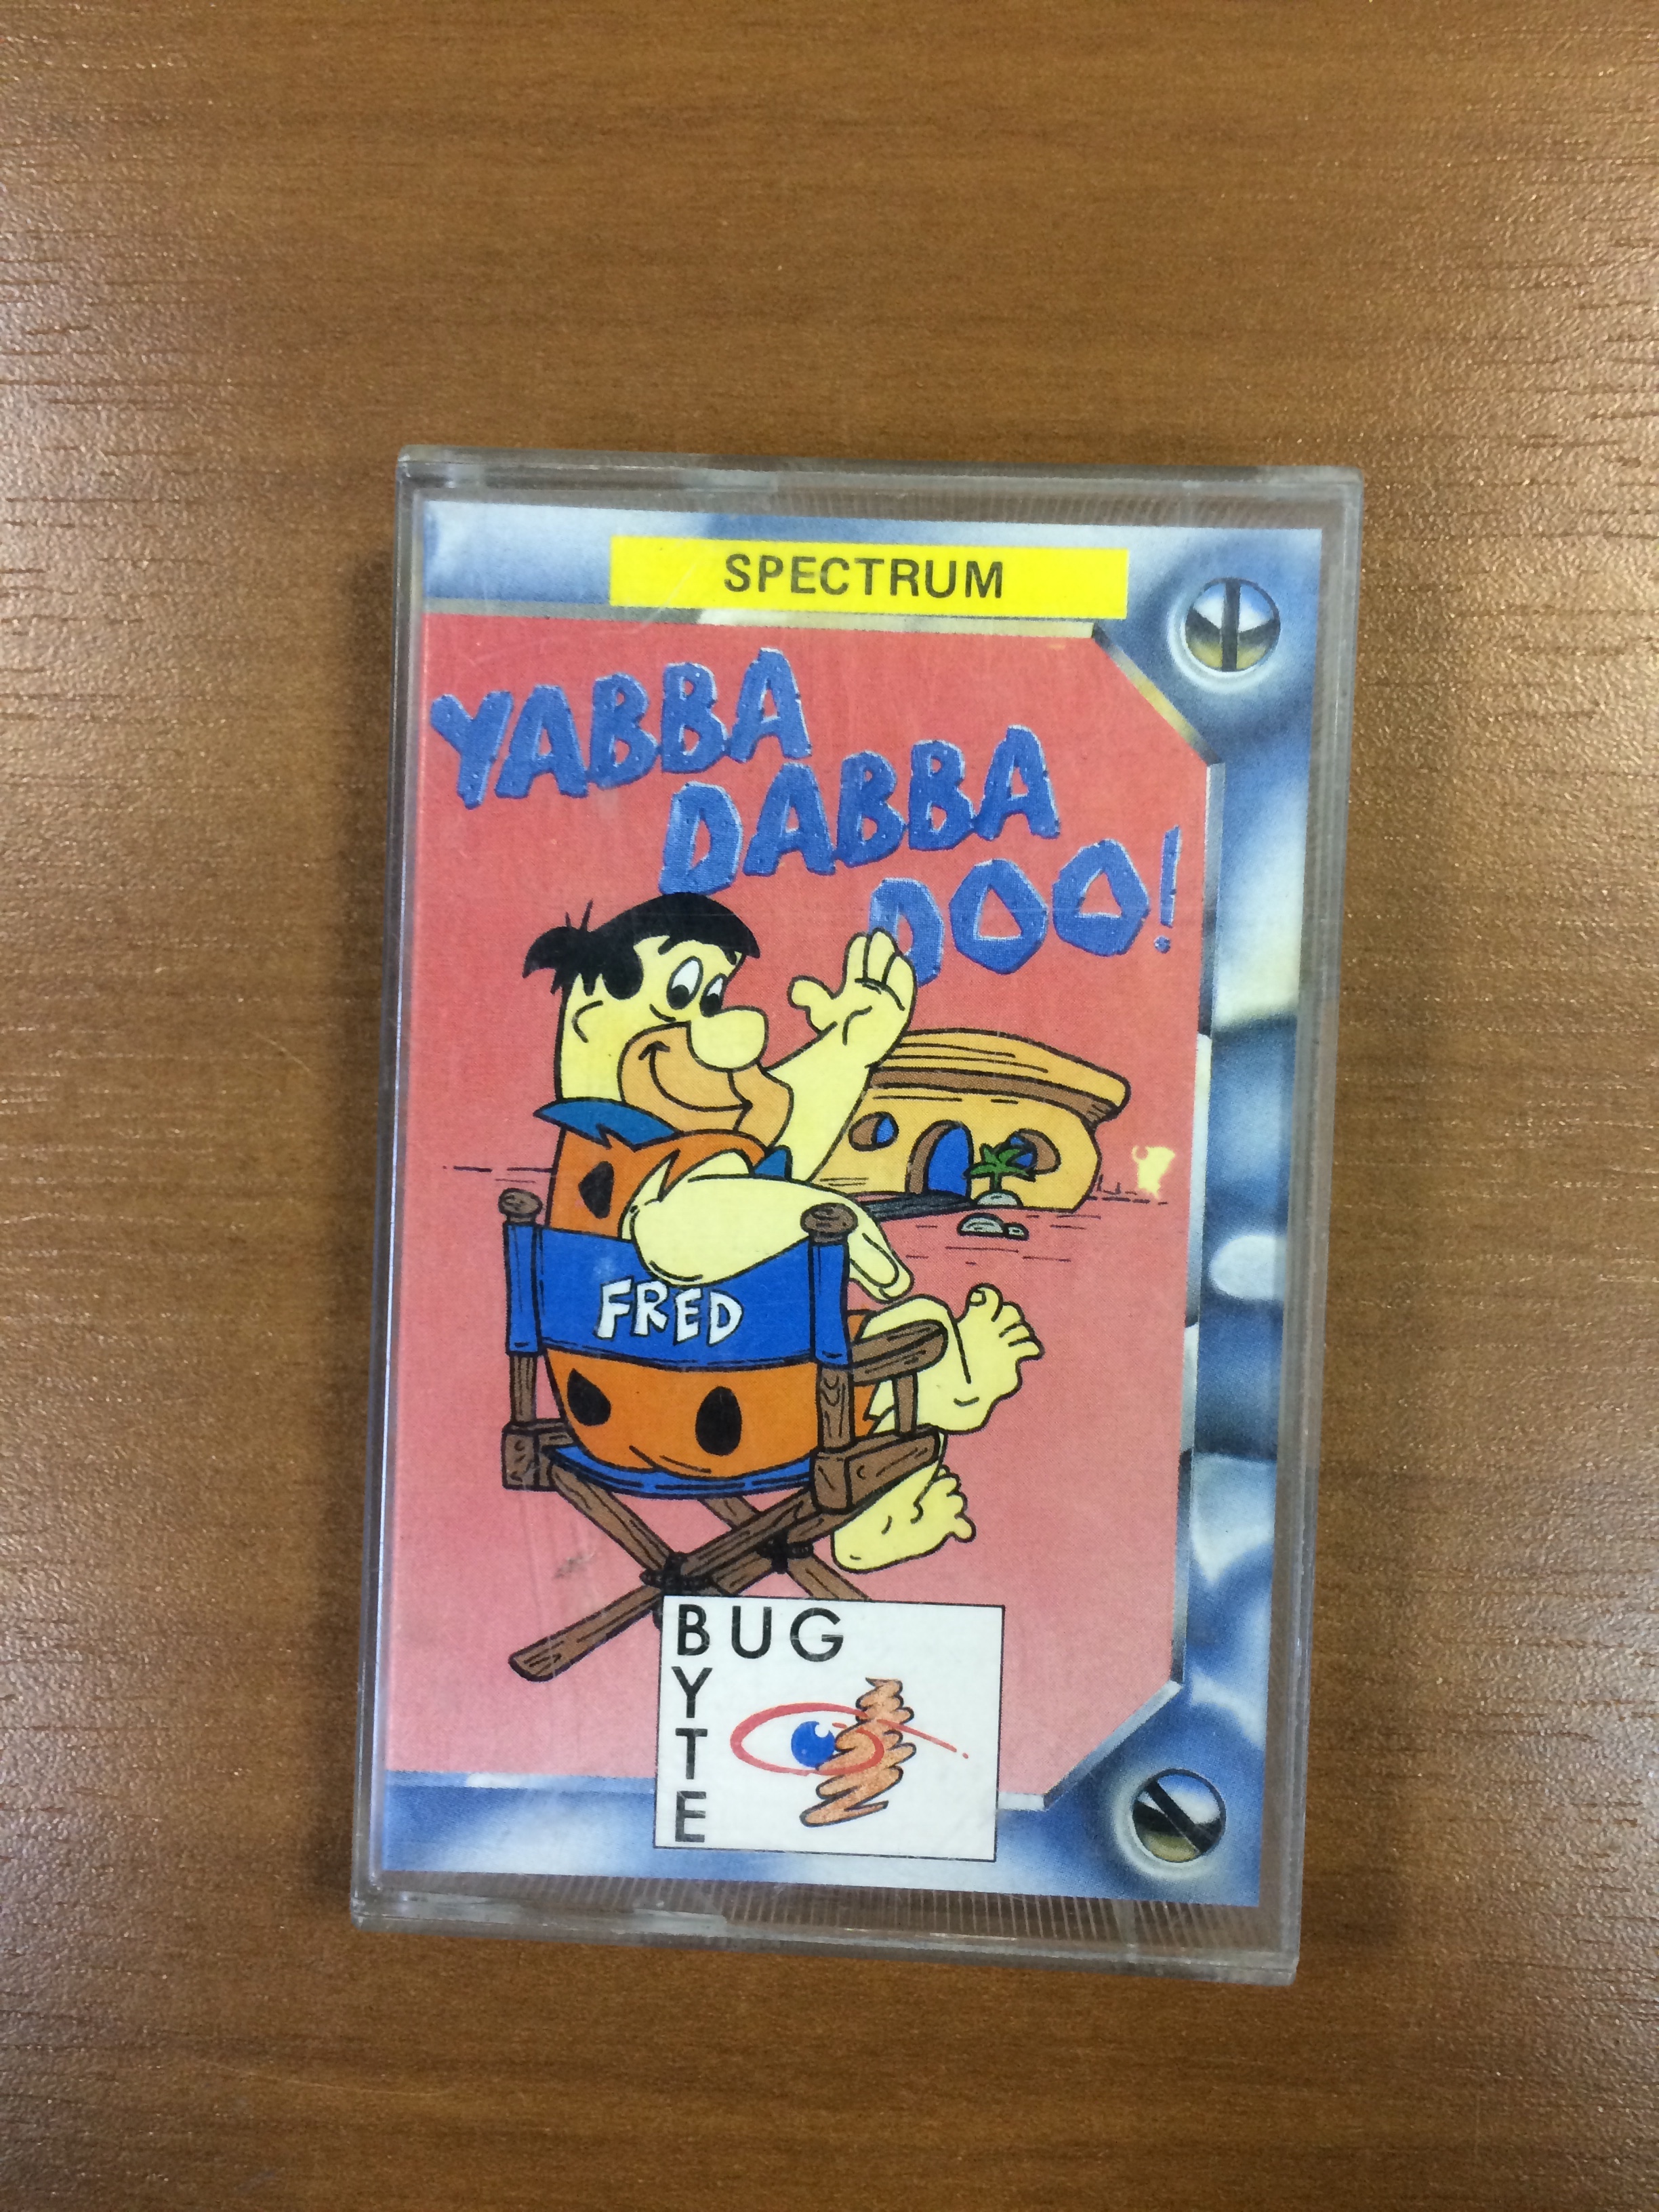 SPECTRUM
YABBA
DABBA
DOO!
FRED
BUG
BYTE